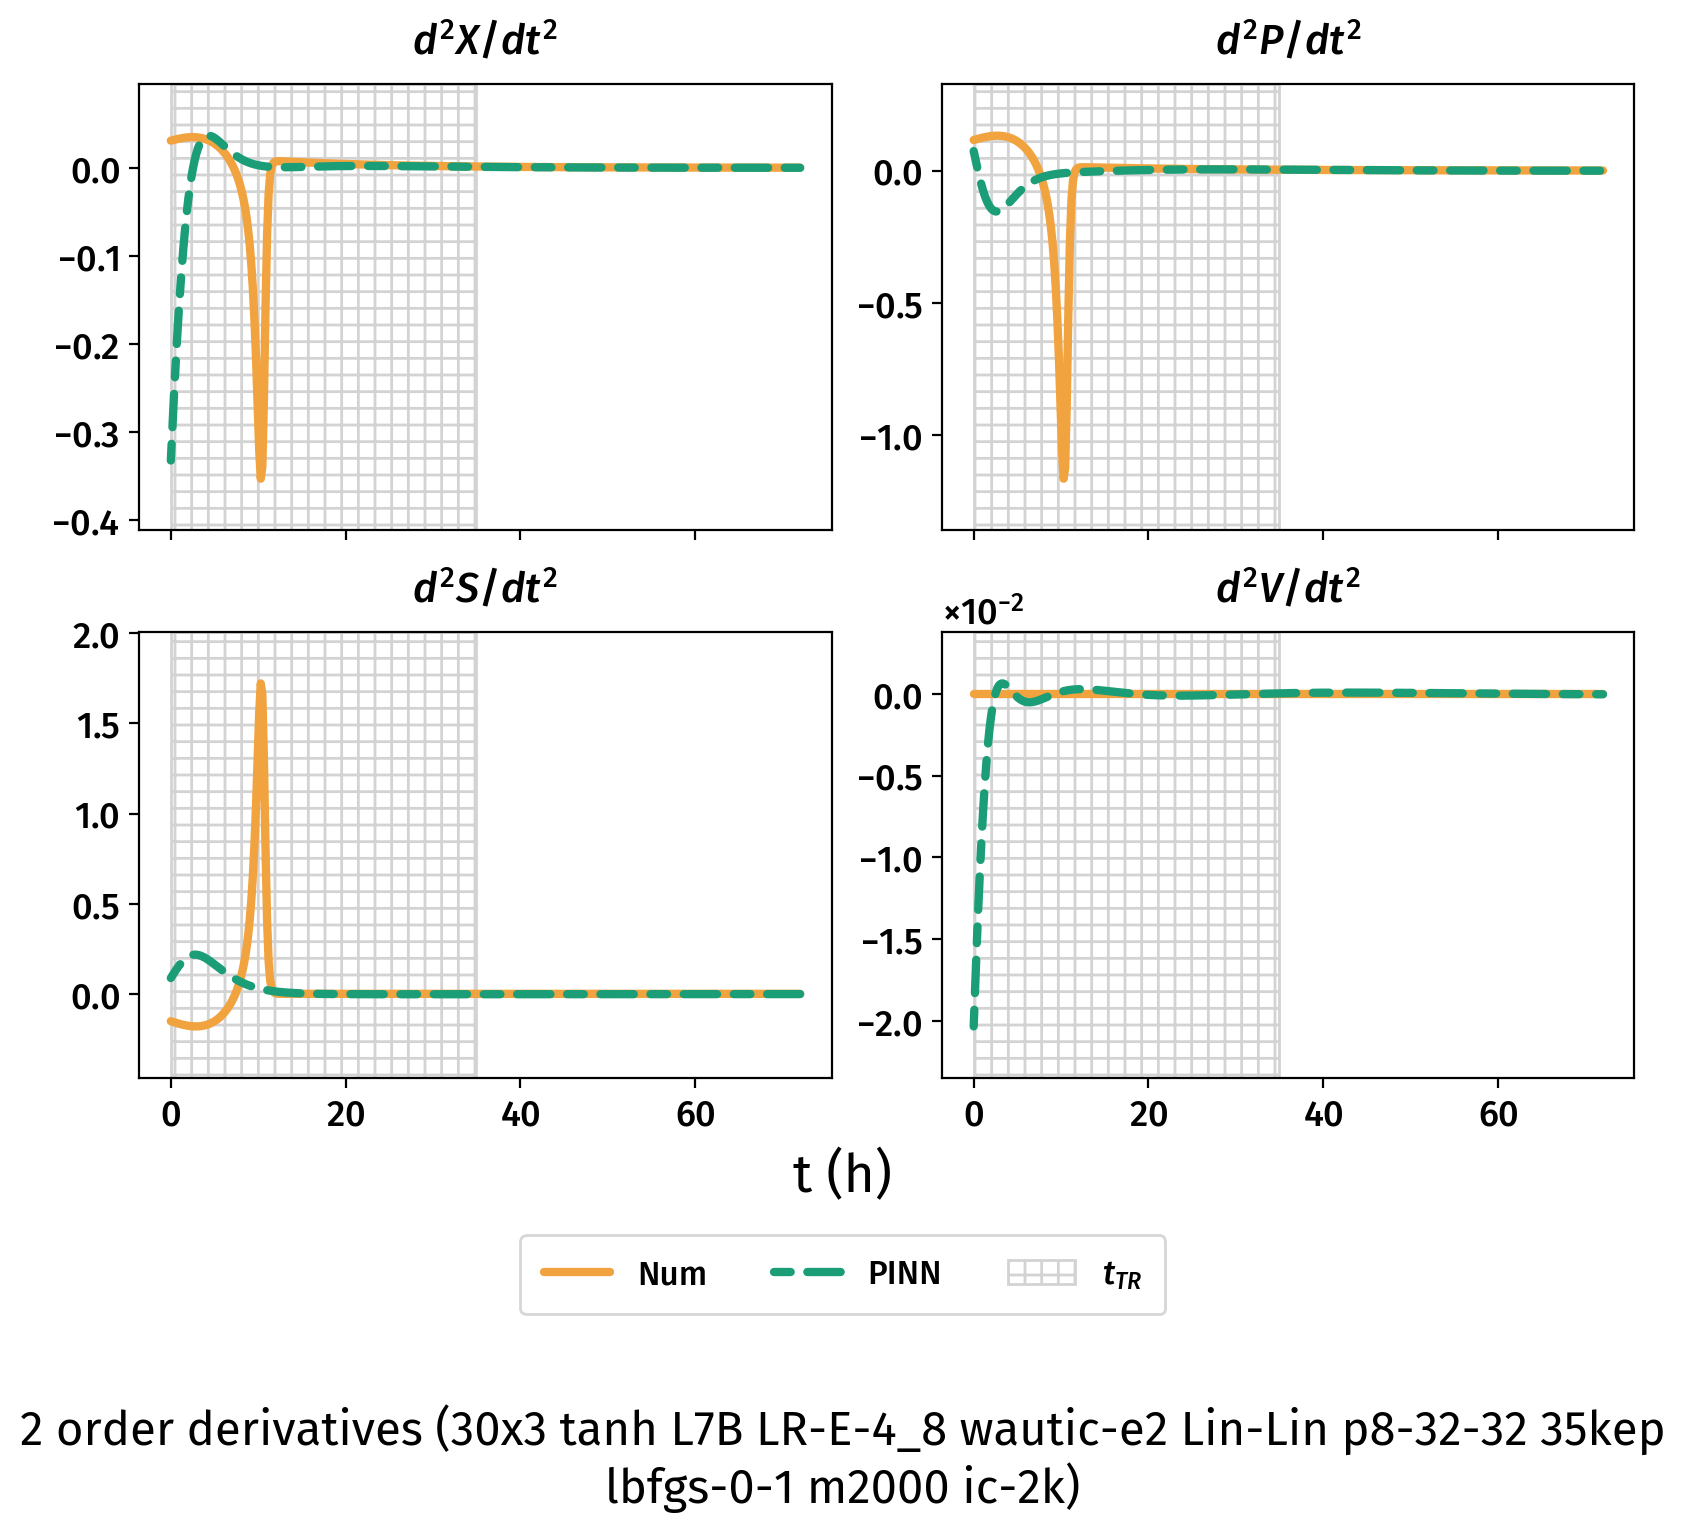 d²X/dt²
d²P/dt²
0.0
−0.1
−0.2
−0.3
−0.4
0.0
−0.5
−1.0
d²S/dt²
d²V/dt²
×10⁻²
2.0
1.5
1.0
0.5
0.0
0.0
−0.5
−1.0
−1.5
−2.0
0 20 40 60
0 20 40 60
t (h)
Num PINN t_TR
2 order derivatives (30x3 tanh L7B LR-E-4_8 wautic-e2 Lin-Lin p8-32-32 35kep
lbfgs-0-1 m2000 ic-2k)